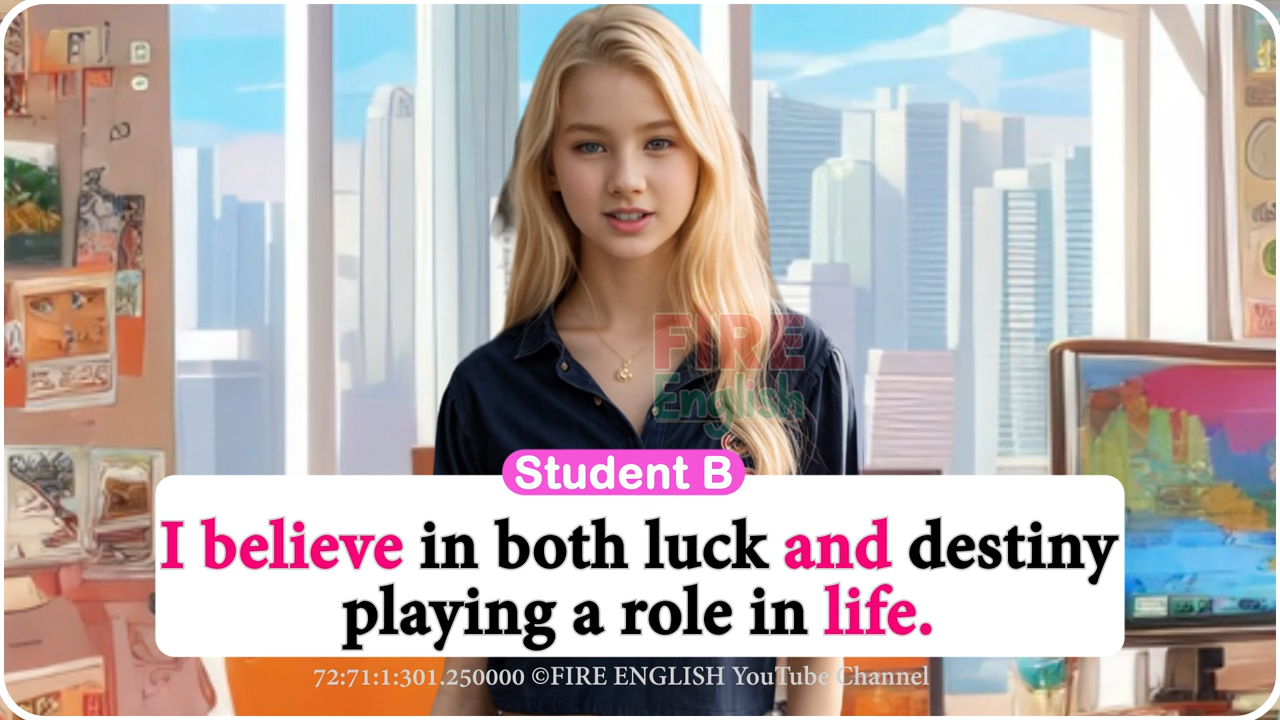 FIRE
English
Student B
I believe in both luck and destiny
playing a role in life.
72:71:1:301.250000 ©FIRE ENGLISH YouTube Channel